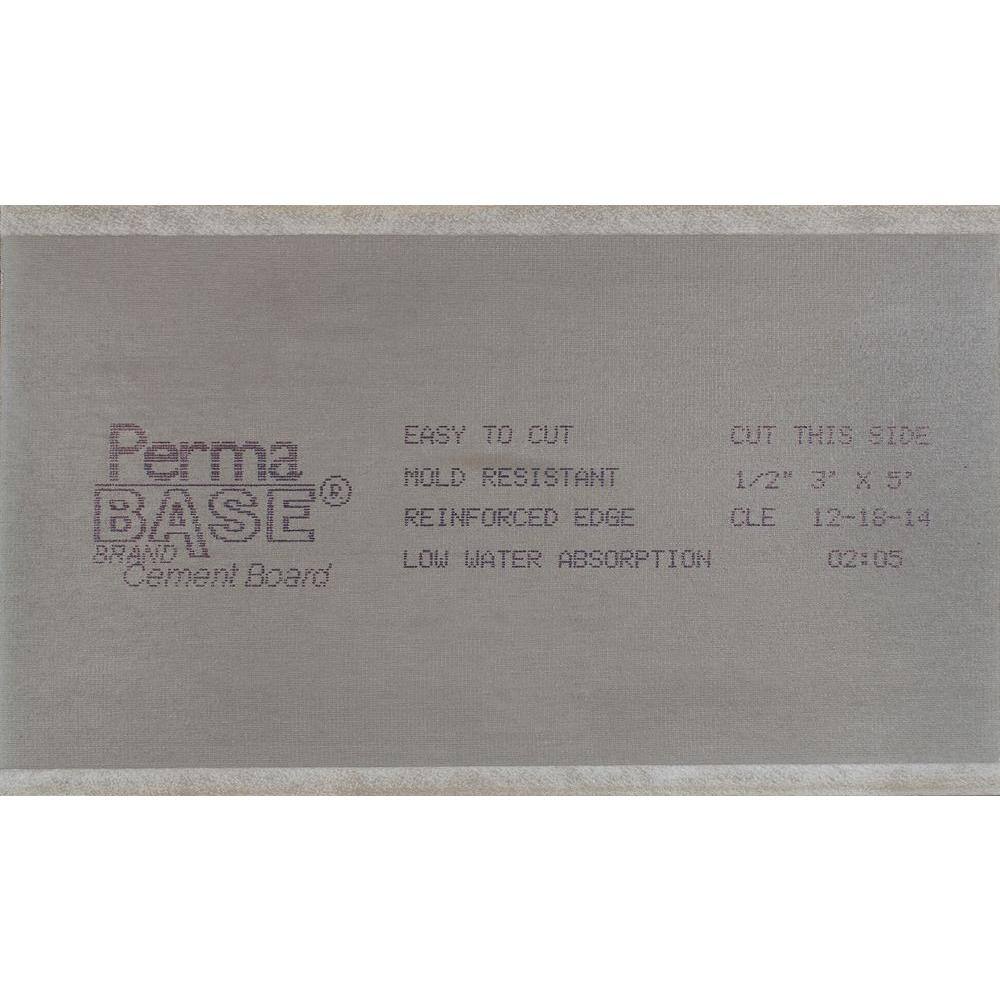 Perma
BASE®
BRAND
Cement Board
EASY TO CUT
MOLD RESISTANT
REINFORCED EDGE
LOW WATER ABSORPTION
CUT THIS SIDE
1/2" 3' X 5'
CLE 12-18-14
02:05